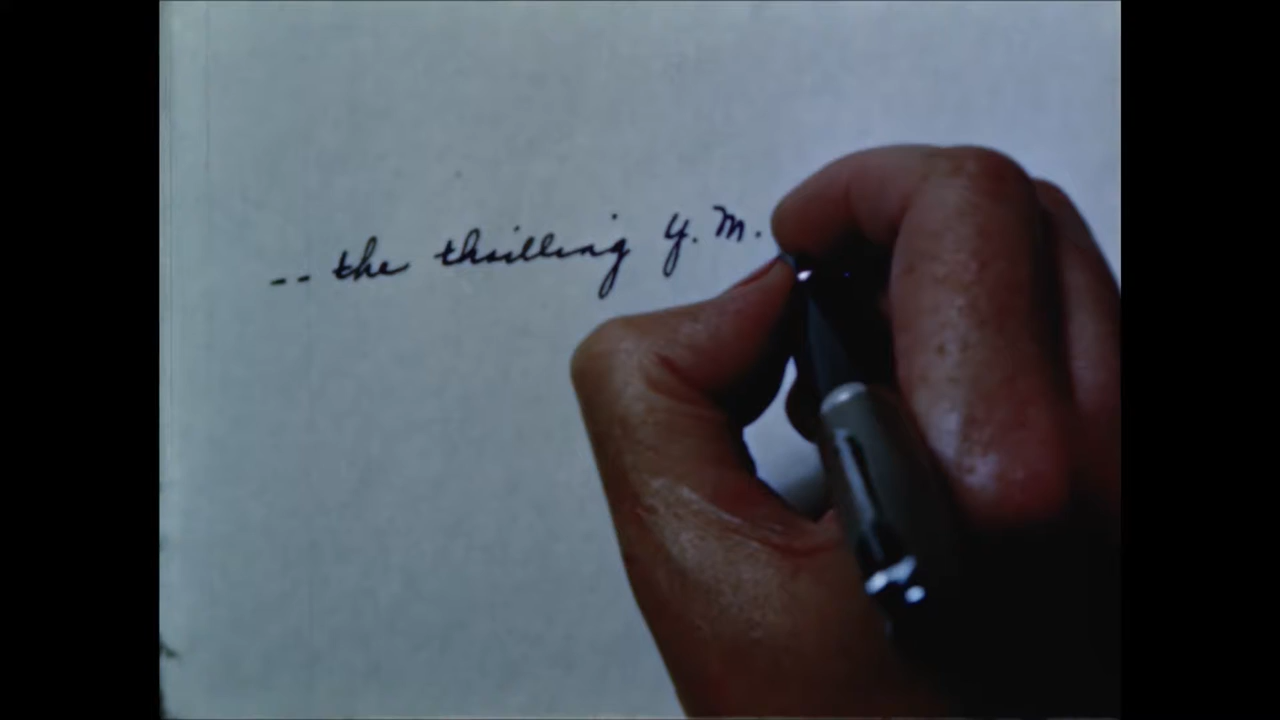 -- the thrilling Y. M.